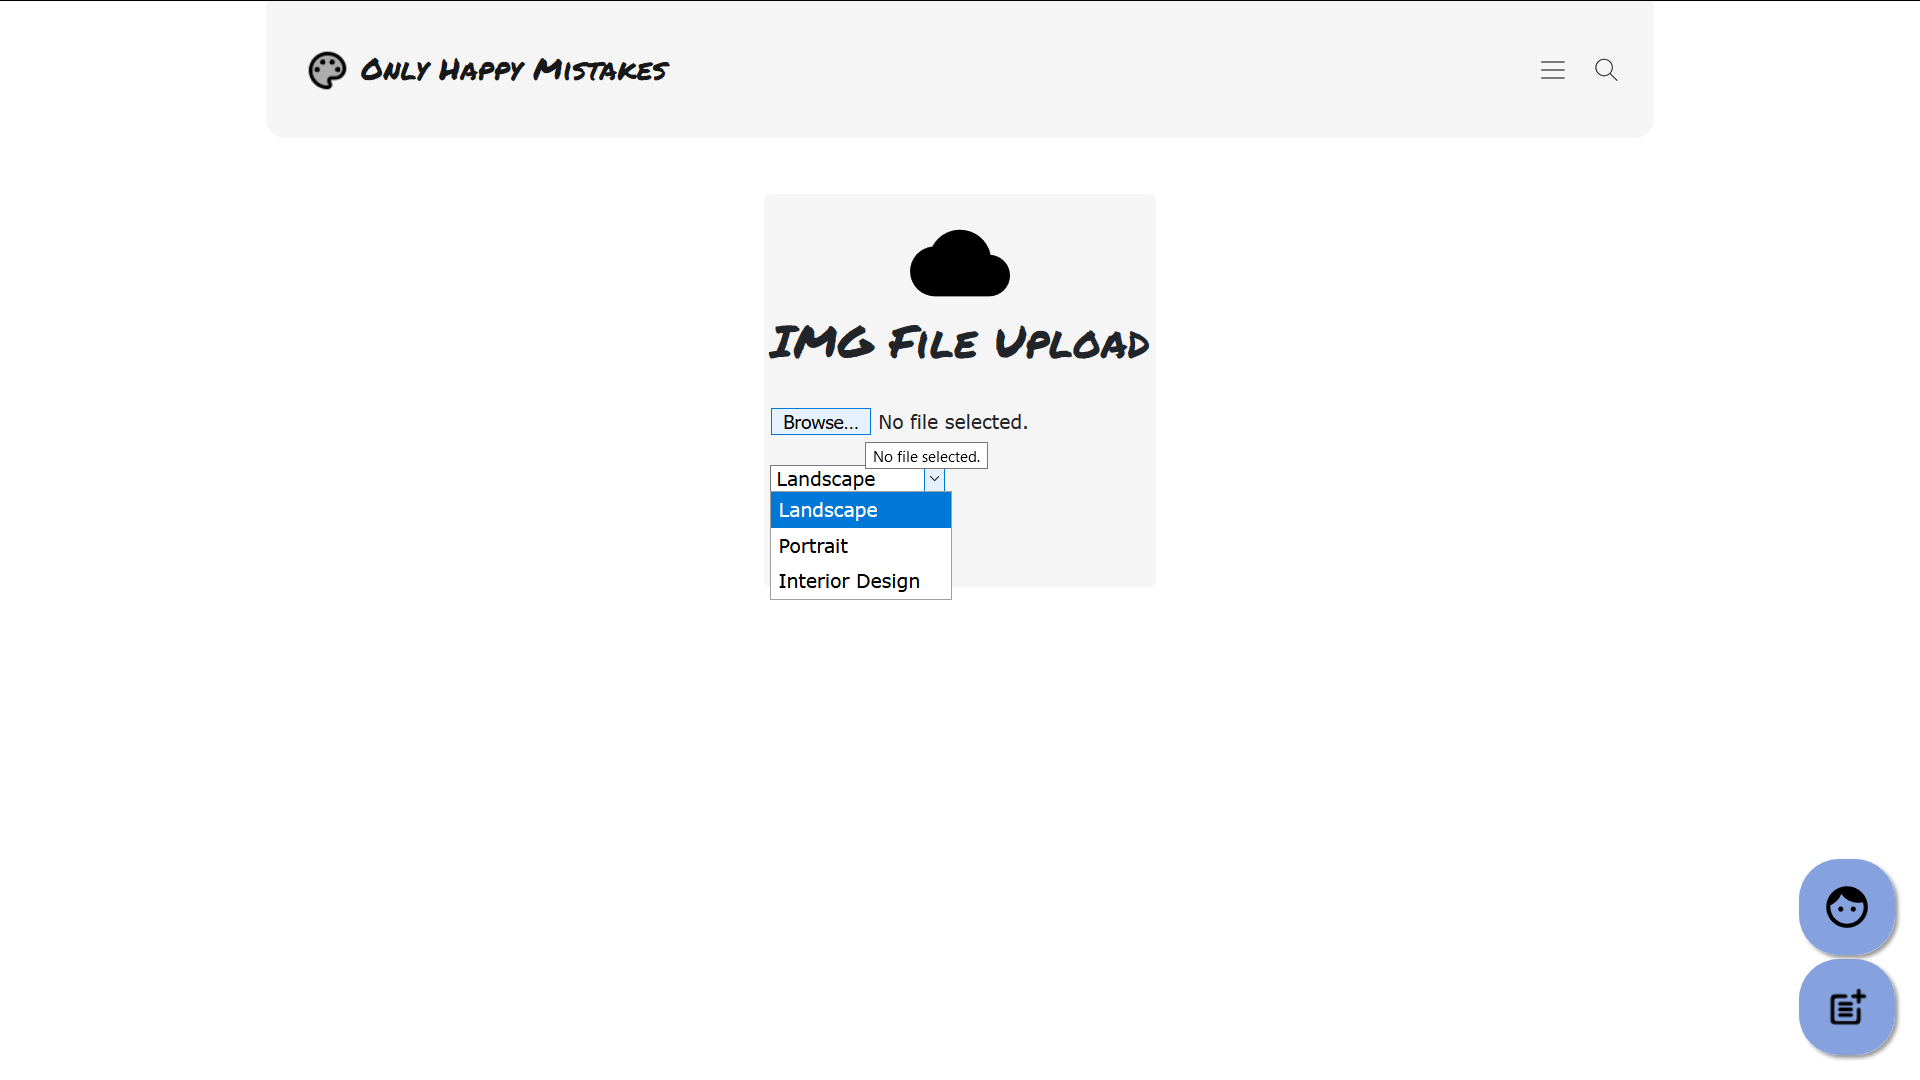 Only Happy Mistakes
IMG File Upload
Browse... No file selected.
No file selected.
Landscape
Landscape
Portrait
Interior Design